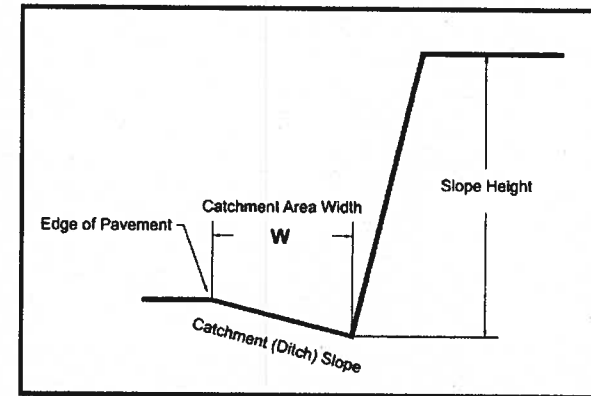 Slope Height
Catchment Area Width
Edge of Pavement
W
Catchment (Ditch) Slope